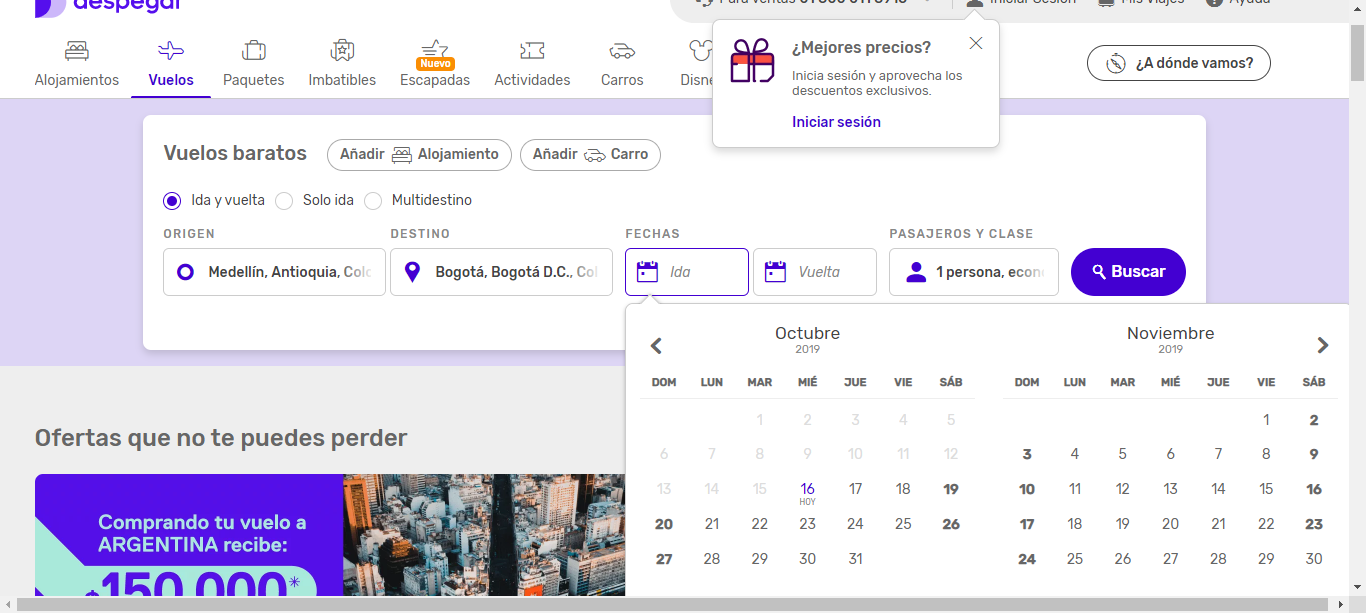 despegar
Para ventas 01 800 517 5716
Iniciar Sesión
Mis Viajes
Ayuda
Alojamientos
Vuelos
Paquetes
Imbatibles
Nuevo
Escapadas
Actividades
Carros
Disne
¿Mejores precios?
Inicia sesión y aprovecha los
descuentos exclusivos.
Iniciar sesión
¿A dónde vamos?
Vuelos baratos
Añadir Alojamiento
Añadir Carro
Ida y vuelta
Solo ida
Multidestino
ORIGEN
DESTINO
FECHAS
PASAJEROS Y CLASE
Medellín, Antioquia, Colo
Bogotá, Bogotá D.C., Col
Ida
Vuelta
1 persona, econ
Buscar
Octubre
2019
DOM LUN MAR MIÉ JUE VIE SÁB
1 2 3 4 5
6 7 8 9 10 11 12
13 14 15 16 17 18 19
HOY
20 21 22 23 24 25 26
27 28 29 30 31
Noviembre
2019
DOM LUN MAR MIÉ JUE VIE SÁB
1 2
3 4 5 6 7 8 9
10 11 12 13 14 15 16
17 18 19 20 21 22 23
24 25 26 27 28 29 30
Ofertas que no te puedes perder
Comprando tu vuelo a
ARGENTINA recibe:
$150.000*